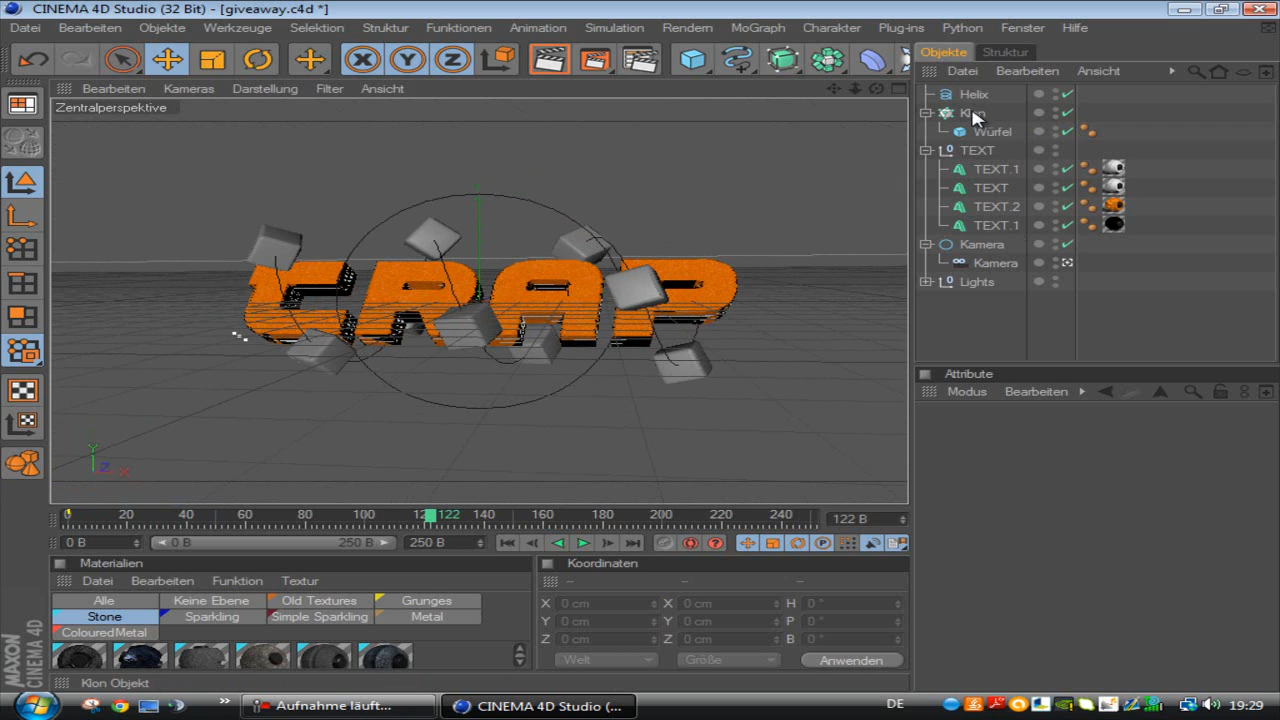 CINEMA 4D Studio (32 Bit) - [giveaway.c4d *]
Datei Bearbeiten Objekte Werkzeuge Selektion Struktur Funktionen Animation Simulation Rendern MoGraph Charakter Plug-ins Python Fenster Hilfe
X Y Z
Objekte Struktur
Datei Bearbeiten Ansicht
Bearbeiten Kameras Darstellung Filter Ansicht
Zentralperspektive
Helix
Klon
Würfel
TEXT
TEXT.1
TEXT
TEXT.2
TEXT.1
Kamera
Kamera
Lights
Attribute
Modus Bearbeiten
Y
Z X
0 20 40 60 80 100 122 140 160 180 200 220 240
122 B
0 B 0 B 250 B 250 B
Materialien
Datei Bearbeiten Funktion Textur
Alle Keine Ebene Old Textures Grunges
Stone Sparkling Simple Sparkling Metal
Coloured Metal
Koordinaten
-- -- --
X 0 cm X 0 cm H 0 °
Y 0 cm Y 0 cm P 0 °
Z 0 cm Z 0 cm B 0 °
Welt Größe Anwenden
MAXON CINEMA 4D
Klon Objekt
Aufnahme läuft...
CINEMA 4D Studio (...
DE
19:29